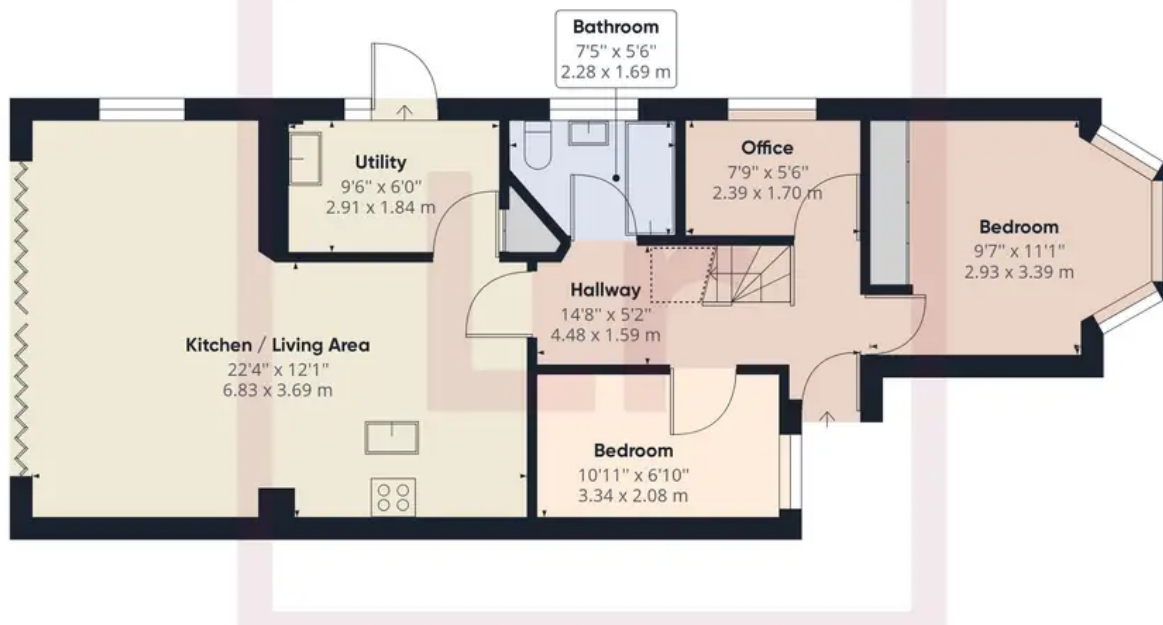 Bathroom
7'5" x 5'6"
2.28 x 1.69 m
Utility
9'6" x 6'0"
2.91 x 1.84 m
Office
7'9" x 5'6"
2.39 x 1.70 m
Bedroom
9'7" x 11'1"
2.93 x 3.39 m
Hallway
14'8" x 5'2"
4.48 x 1.59 m
Kitchen / Living Area
22'4" x 12'1"
6.83 x 3.69 m
Bedroom
10'11" x 6'10"
3.34 x 2.08 m
Lr